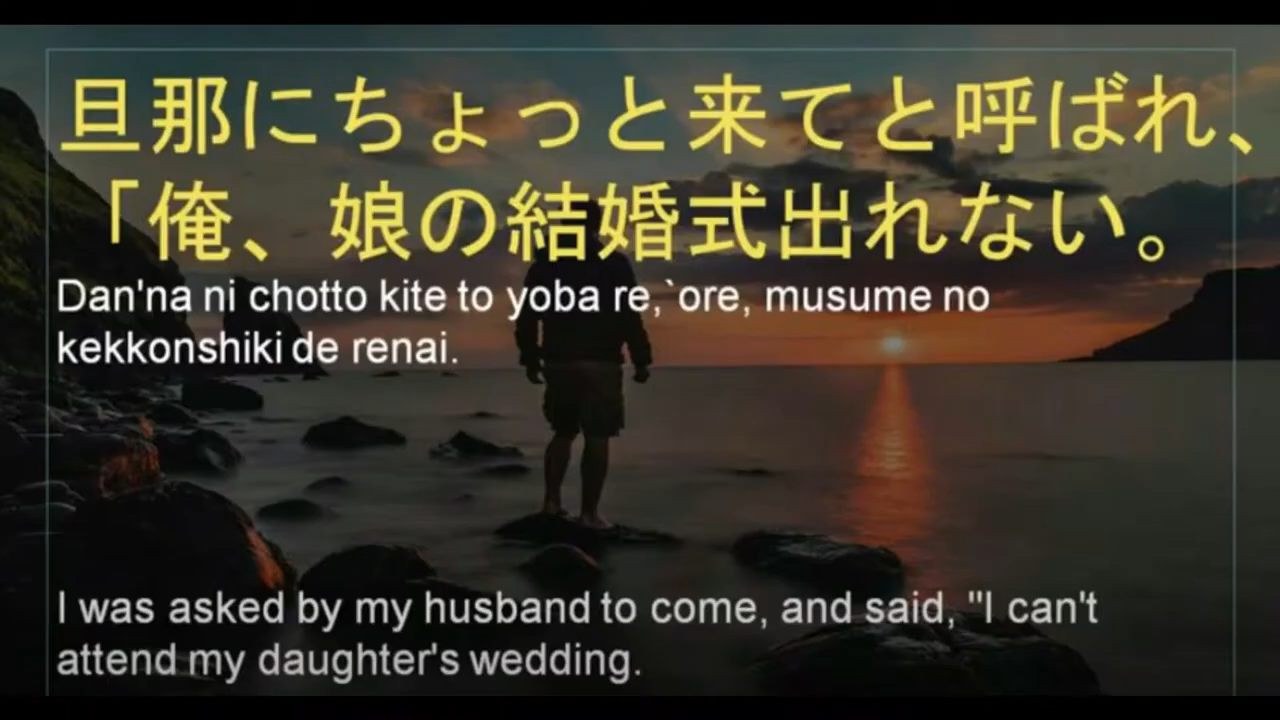 旦那にちょっと来てと呼ばれ、
「俺、娘の結婚式出れない。
Dan'na ni chotto kite to yoba re,`ore, musume no
kekkonshiki de renai.
I was asked by my husband to come, and said, "I can't
attend my daughter's wedding.